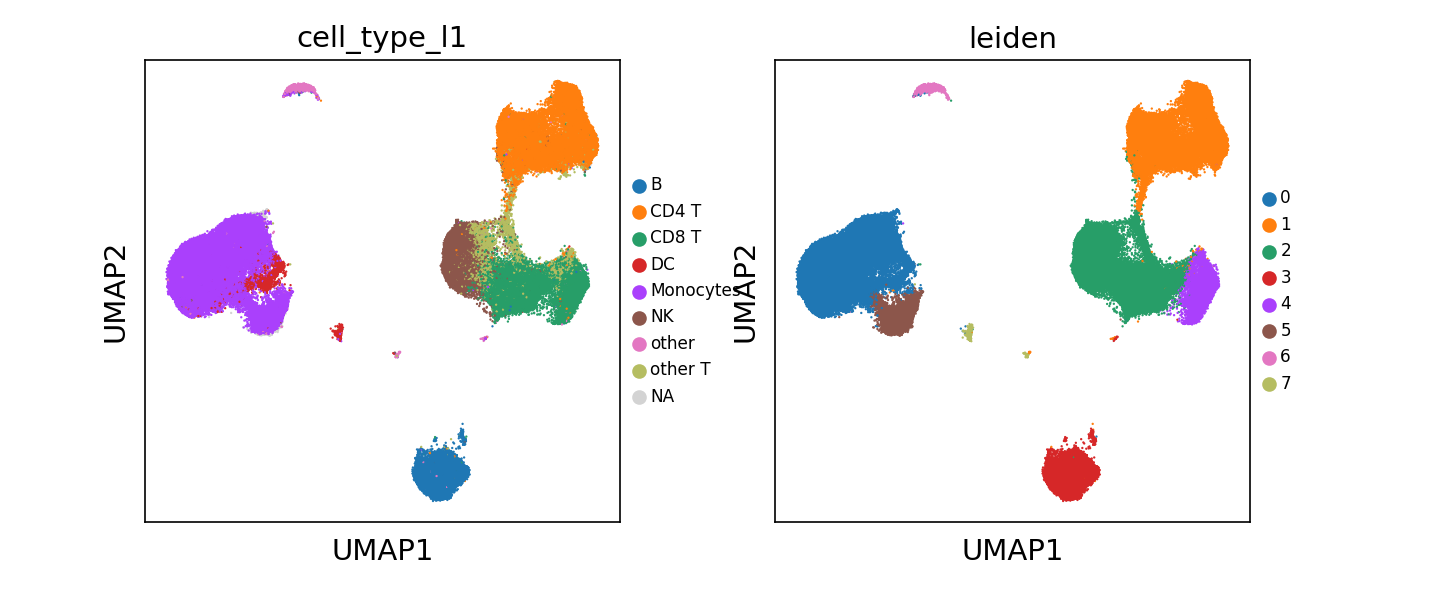 cell_type_l1
UMAP2
UMAP1
B
CD4 T
CD8 T
DC
Monocytes
NK
other
other T
NA
leiden
UMAP2
UMAP1
0
1
2
3
4
5
6
7